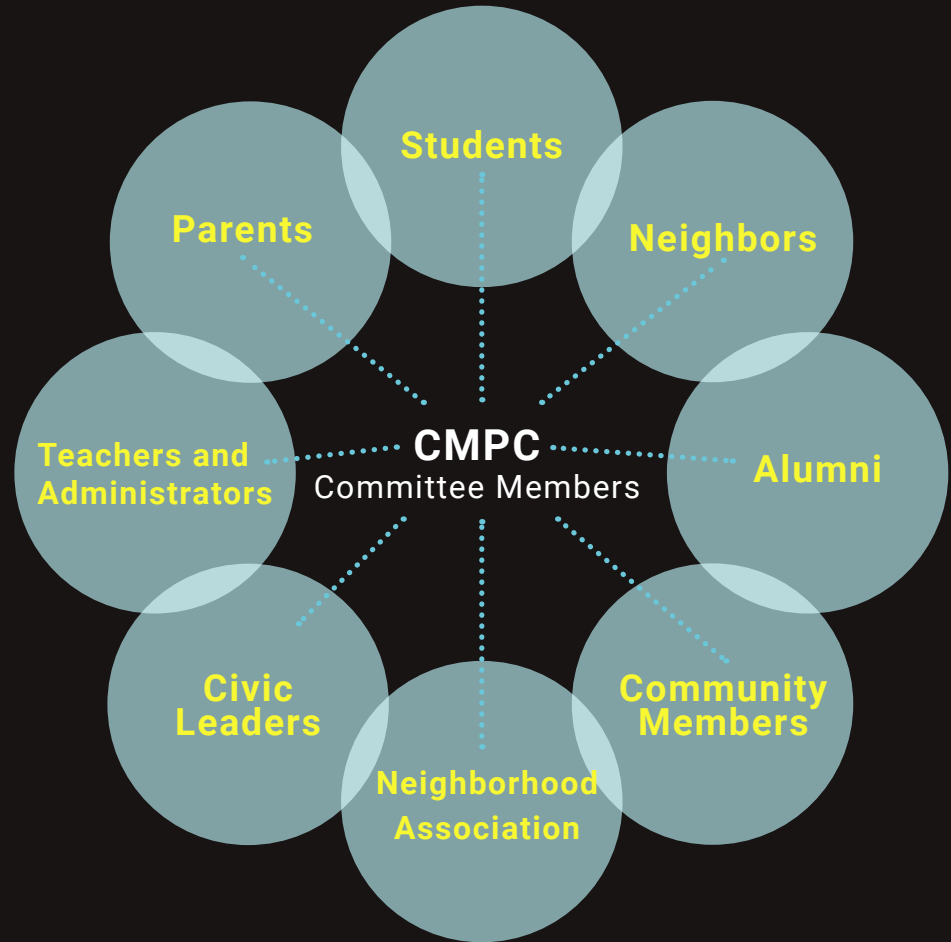 Students
Parents
Neighbors
CMPC
Committee Members
Teachers and
Administrators
Alumni
Civic
Leaders
Community
Members
Neighborhood
Association